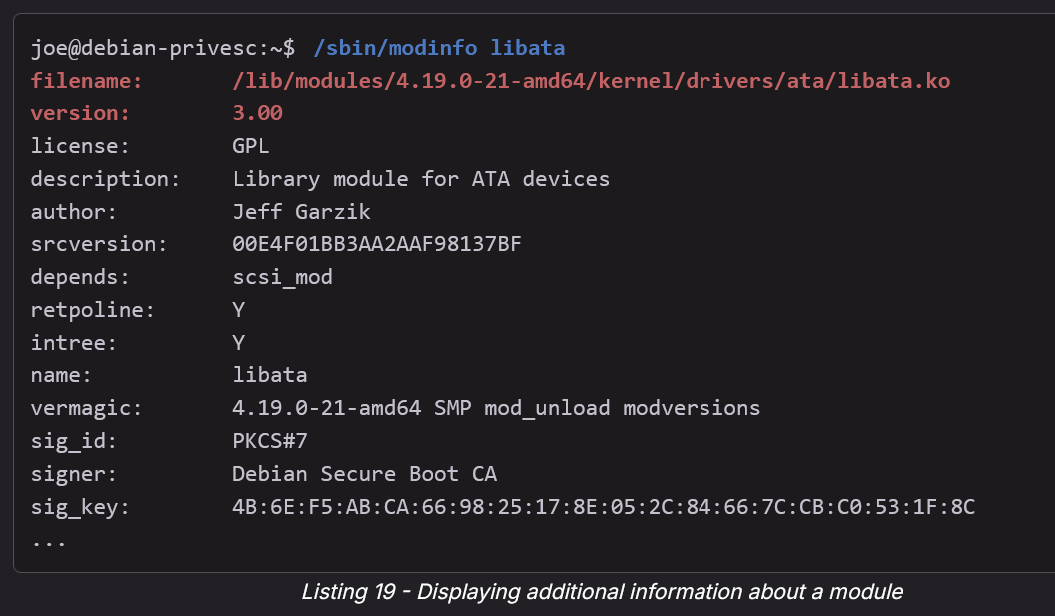 joe@debian-privesc:~$ /sbin/modinfo libata
filename: /lib/modules/4.19.0-21-amd64/kernel/drivers/ata/libata.ko
version: 3.00
license: GPL
description: Library module for ATA devices
author: Jeff Garzik
srcversion: 00E4F01BB3AA2AAF98137BF
depends: scsi_mod
retpoline: Y
intree: Y
name: libata
vermagic: 4.19.0-21-amd64 SMP mod_unload modversions
sig_id: PKCS#7
signer: Debian Secure Boot CA
sig_key: 4B:6E:F5:AB:CA:66:98:25:17:8E:05:2C:84:66:7C:CB:C0:53:1F:8C
...
Listing 19 - Displaying additional information about a module